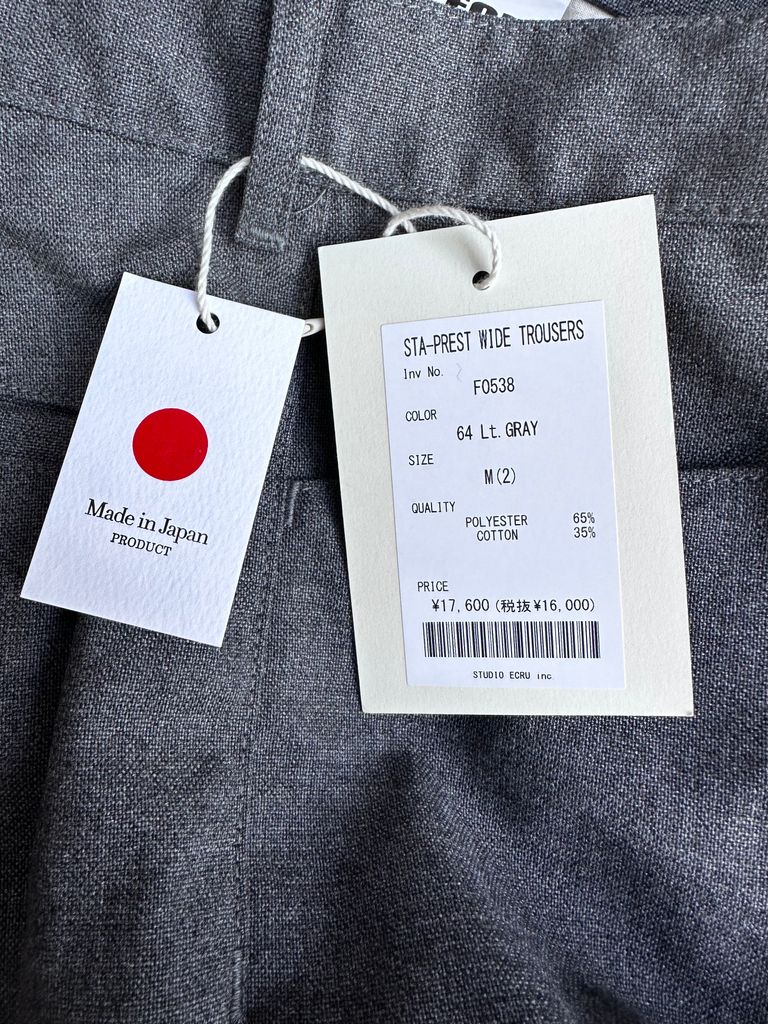 Made in Japan
PRODUCT
STA-PREST WIDE TROUSERS
Inv No.
F0538
COLOR
64 Lt. GRAY
SIZE
M(2)
QUALITY
POLYESTER 65%
COTTON 35%
PRICE
¥17,600 (税抜¥16,000)
STUDIO ECRU inc